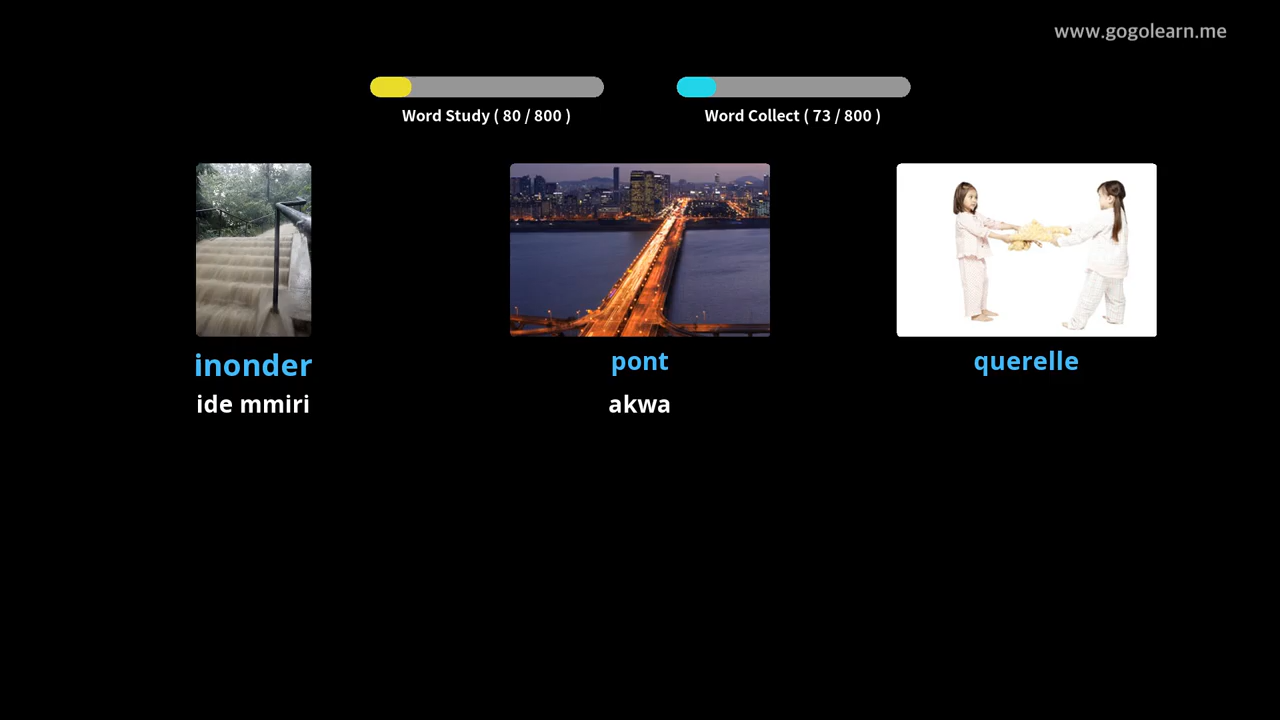 www.gogolearn.me
Word Study ( 80 / 800 )
Word Collect ( 73 / 800 )
inonder
pont
querelle
ide mmiri
akwa